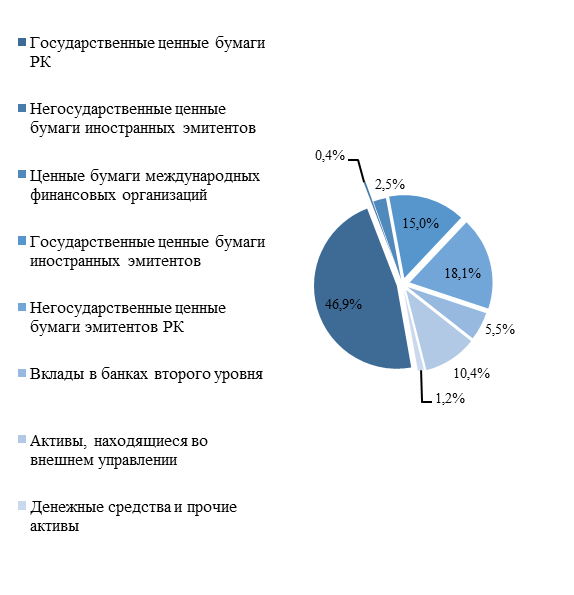 Государственные ценные бумаги
РК
Негосударственные ценные
бумаги иностранных эмитентов
Ценные бумаги международных
финансовых организаций
Государственные ценные бумаги
иностранных эмитентов
Негосударственные ценные
бумаги эмитентов РК
Вклады в банках второго уровня
Активы, находящиеся во
внешнем управлении
Денежные средства и прочие
активы
0,4%
2,5%
15,0%
18,1%
46,9%
5,5%
10,4%
1,2%